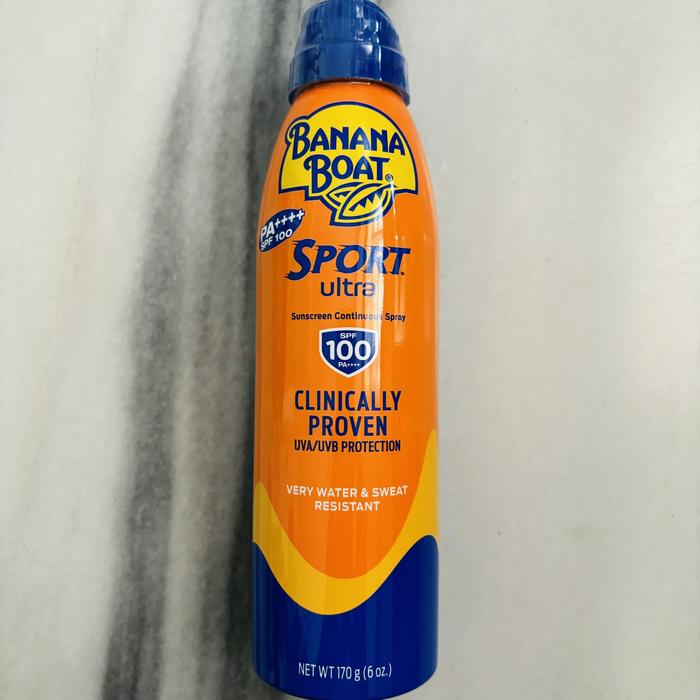 BANANA
BOAT®
PA++++
SPF 100
SPORT™
ultra
Sunscreen Continuous Spray
SPF
100
PA++++
CLINICALLY
PROVEN
UVA/UVB PROTECTION
VERY WATER & SWEAT
RESISTANT
NET WT 170 g (6 oz.)